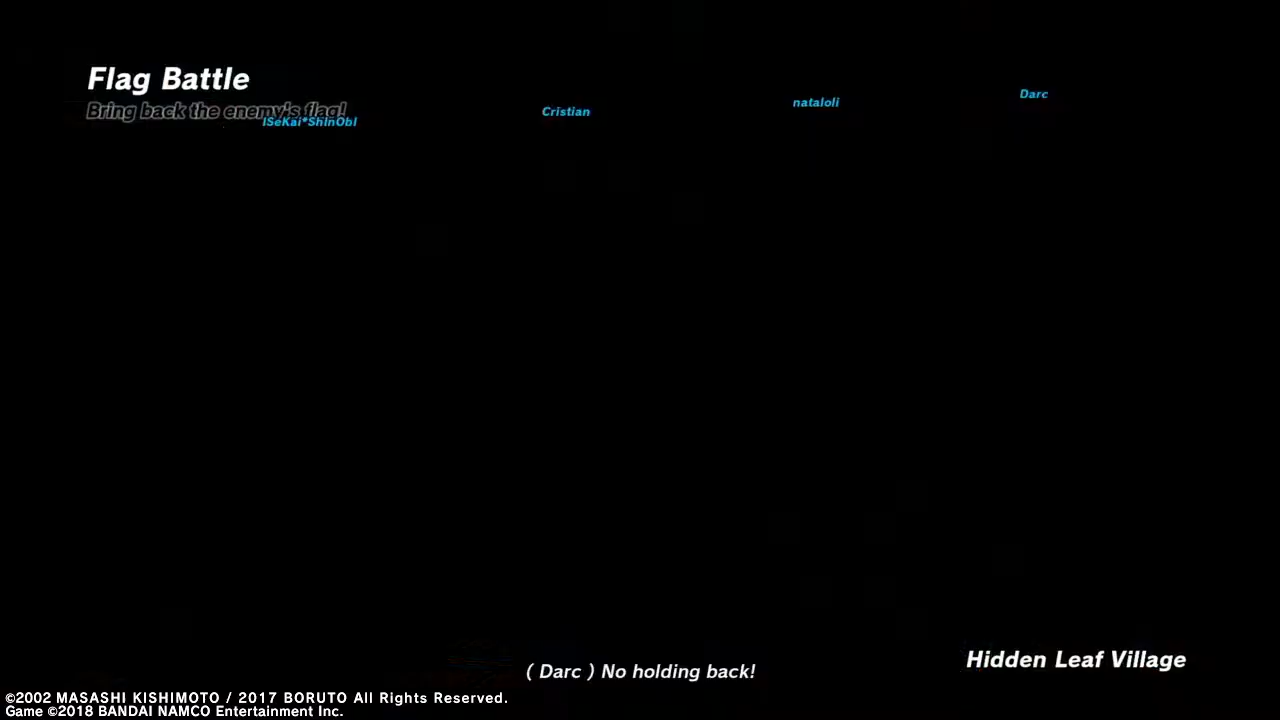 Flag Battle
Bring back the enemy's flag!
ISeKai*ShInObI
Cristian
nataloli
Darc
( Darc ) No holding back!
Hidden Leaf Village
©2002 MASASHI KISHIMOTO / 2017 BORUTO All Rights Reserved.
Game ©2018 BANDAI NAMCO Entertainment Inc.